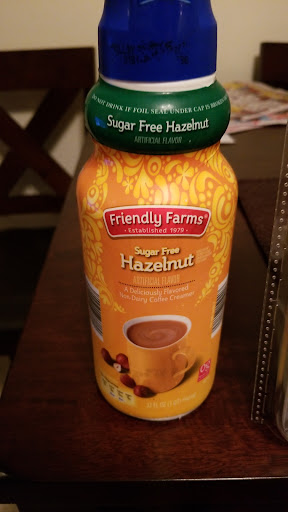 DO NOT DRINK IF FOIL SEAL UNDER CAP IS BROKEN
Sugar Free Hazelnut
ARTIFICIAL FLAVOR
Friendly Farms®
• Established 1979 •
Sugar Free
Hazelnut
ARTIFICIAL FLAVOR
A Deliciously Flavored
Non-Dairy Coffee Creamer